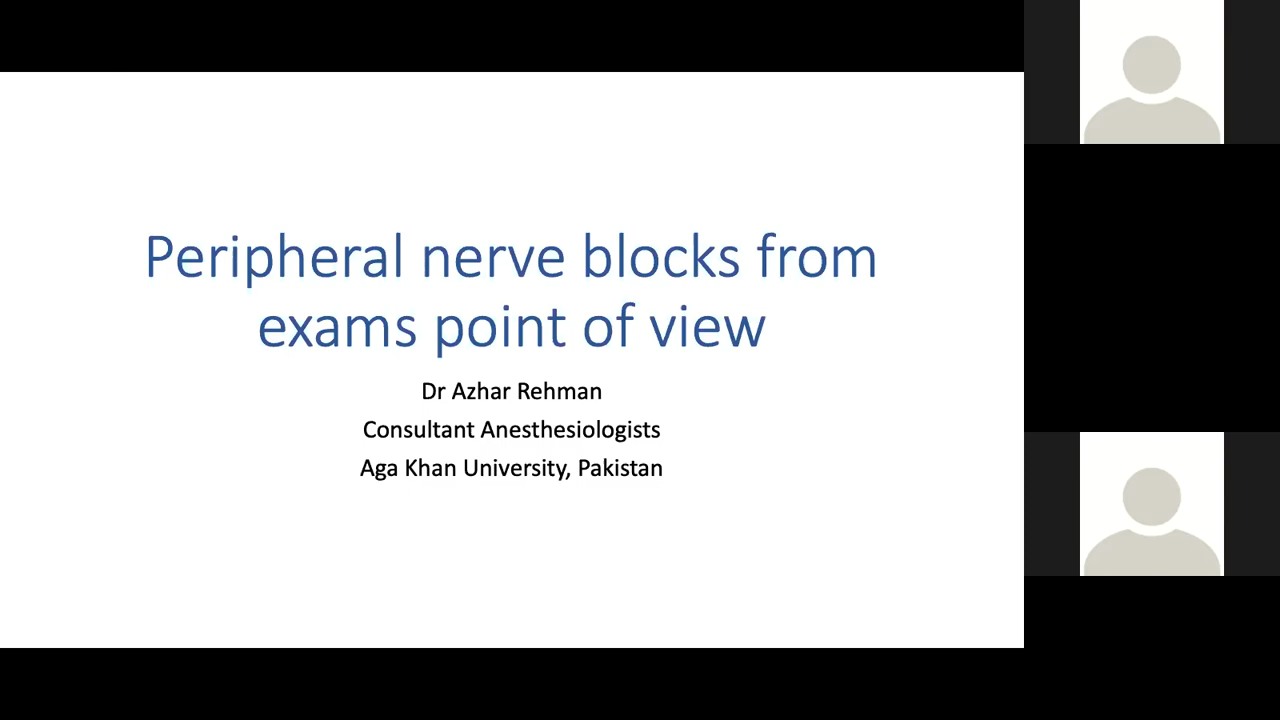 Peripheral nerve blocks from
exams point of view
Dr Azhar Rehman
Consultant Anesthesiologists
Aga Khan University, Pakistan